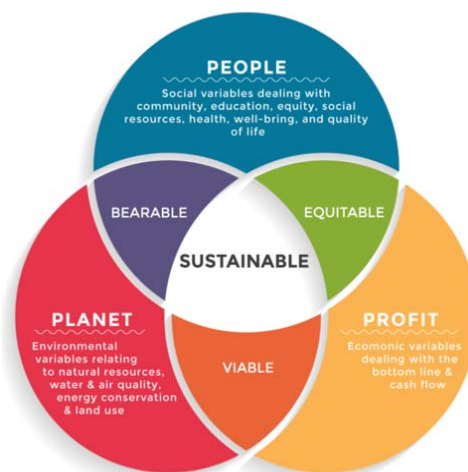 PEOPLE
Social variables dealing with
community, education, equity, social
resources, health, well-bring, and quality
of life
BEARABLE
EQUITABLE
SUSTAINABLE
PLANET
Environmental
variables relating
to natural resources,
water & air quality,
energy conservation
& land use
PROFIT
Ecomonic variables
dealing with the
bottom line &
cash flow
VIABLE